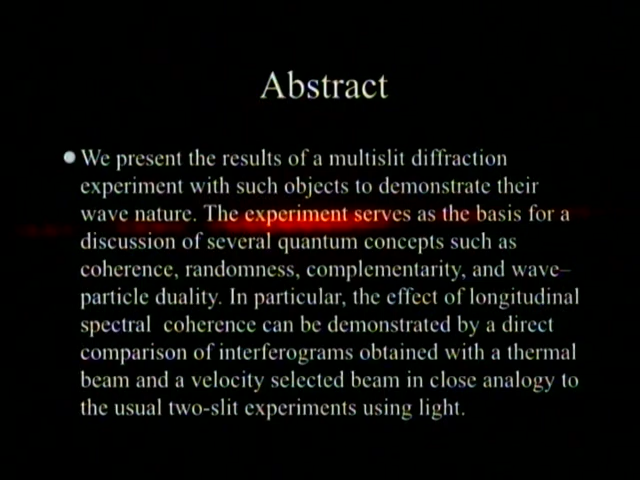 Abstract
We present the results of a multislit diffraction
experiment with such objects to demonstrate their
wave nature. The experiment serves as the basis for a
discussion of several quantum concepts such as
coherence, randomness, complementarity, and wave–
particle duality. In particular, the effect of longitudinal
spectral coherence can be demonstrated by a direct
comparison of interferograms obtained with a thermal
beam and a velocity selected beam in close analogy to
the usual two-slit experiments using light.